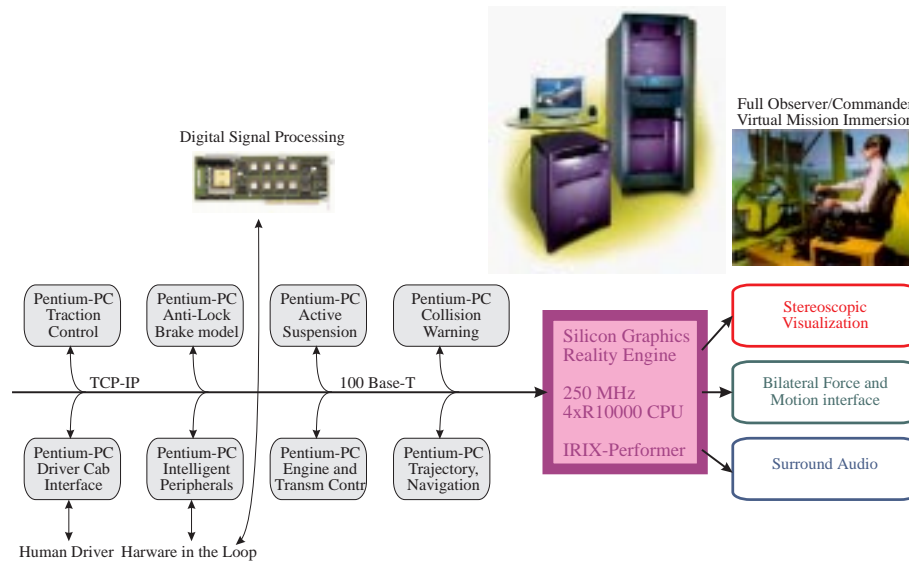 Full Observer/Commander
Virtual Mission Immersion
Digital Signal Processing
Pentium-PC
Traction
Control
Pentium-PC
Anti-Lock
Brake model
Pentium-PC
Active
Suspension
Pentium-PC
Collision
Warning
TCP-IP
100 Base-T
Pentium-PC
Driver Cab
Interface
Pentium-PC
Intelligent
Peripherals
Pentium-PC
Engine and
Transm Contr
Pentium-PC
Trajectory,
Navigation
Human Driver
Harware in the Loop
Silicon Graphics
Reality Engine
250 MHz
4xR10000 CPU
IRIX-Performer
Stereoscopic
Visualization
Bilateral Force and
Motion interface
Surround Audio